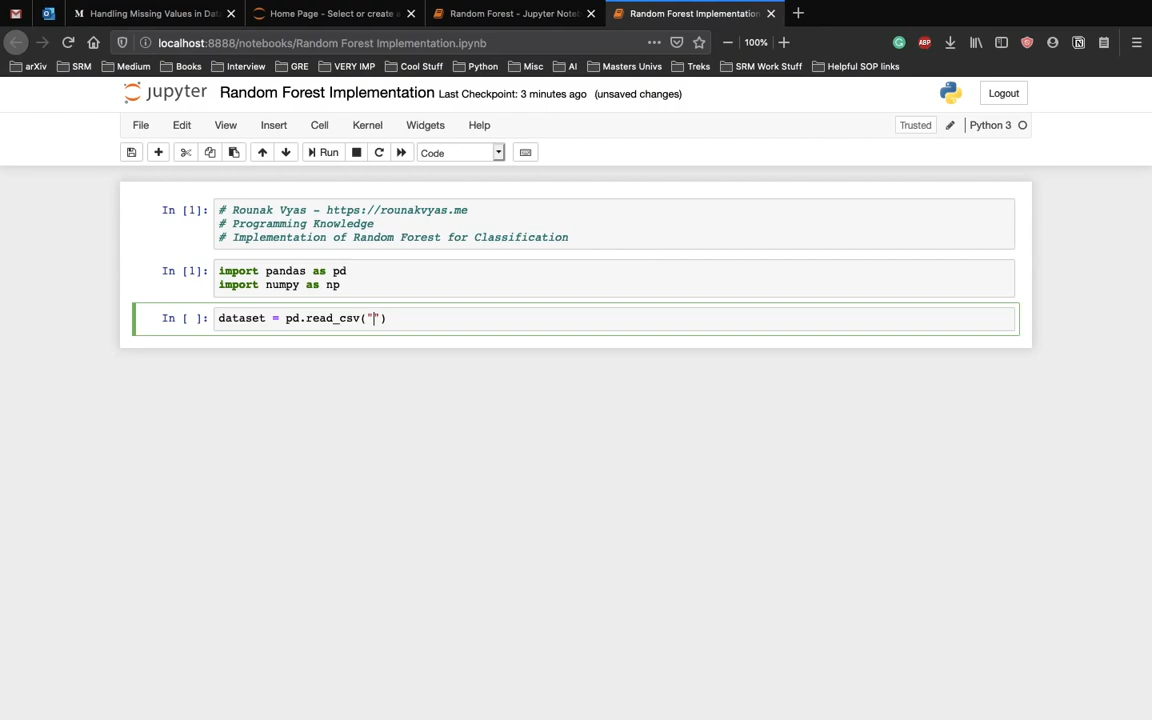 Handling Missing Values in Dat
Home Page - Select or create a
Random Forest - Jupyter Noteb
Random Forest Implementation
localhost:8888/notebooks/Random Forest Implementation.ipynb
100%
arXiv SRM Medium Books Interview GRE VERY IMP Cool Stuff Python Misc AI Masters Univs Treks SRM Work Stuff Helpful SOP links
jupyter Random Forest Implementation Last Checkpoint: 3 minutes ago (unsaved changes) Logout
File Edit View Insert Cell Kernel Widgets Help Trusted Python 3
Run Code
In [1]: # Rounak Vyas - https://rounakvyas.me
# Programming Knowledge
# Implementation of Random Forest for Classification
In [1]: import pandas as pd
import numpy as np
In [ ]: dataset = pd.read_csv("")